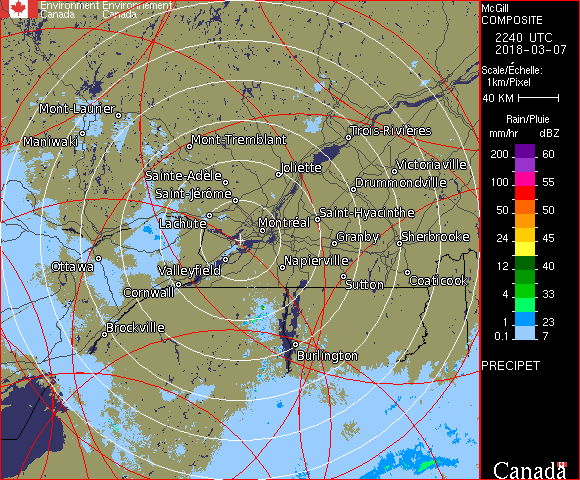 Environment Environnement
Canada Canada
McGill
COMPOSITE
2240 UTC
2018-03-07
Scale/Échelle:
1km/Pixel
40 KM
Rain/Pluie
mm/hr dBZ
200 60
150 57
100 55
50 50
24 45
12 40
4 33
1 23
0.1 7
PRECIPET
Canada
Mont-Laurier
Maniwaki
Mont-Tremblant
Trois-Rivières
Joliette
Victoriaville
Sainte-Adèle
Drummondville
Saint-Jérôme
Saint-Hyacinthe
Lachute
Montréal
Granby
Sherbrooke
Ottawa
Valleyfield
Napierville
Coaticook
Sutton
Cornwall
Brockville
Burlington